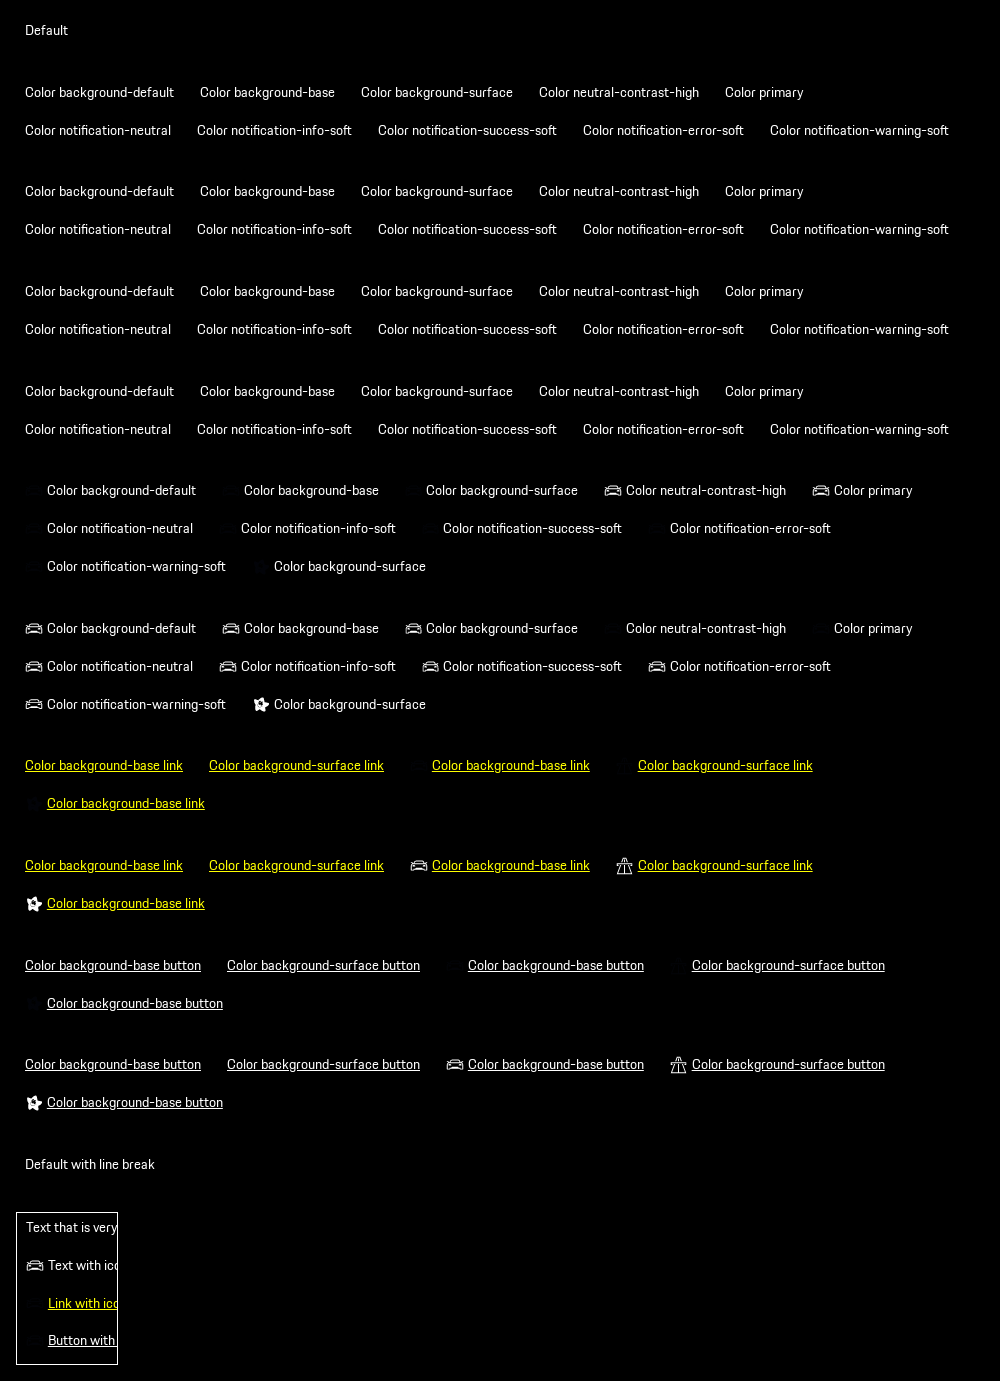 Default
Color background-default Color background-base Color background-surface Color neutral-contrast-high Color primary
Color notification-neutral Color notification-info-soft Color notification-success-soft Color notification-error-soft Color notification-warning-soft
Color background-default Color background-base Color background-surface Color neutral-contrast-high Color primary
Color notification-neutral Color notification-info-soft Color notification-success-soft Color notification-error-soft Color notification-warning-soft
Color background-default Color background-base Color background-surface Color neutral-contrast-high Color primary
Color notification-neutral Color notification-info-soft Color notification-success-soft Color notification-error-soft Color notification-warning-soft
Color background-default Color background-base Color background-surface Color neutral-contrast-high Color primary
Color notification-neutral Color notification-info-soft Color notification-success-soft Color notification-error-soft Color notification-warning-soft
Color background-default Color background-base Color background-surface Color neutral-contrast-high Color primary
Color notification-neutral Color notification-info-soft Color notification-success-soft Color notification-error-soft
Color notification-warning-soft Color background-surface
Color background-default Color background-base Color background-surface Color neutral-contrast-high Color primary
Color notification-neutral Color notification-info-soft Color notification-success-soft Color notification-error-soft
Color notification-warning-soft Color background-surface
Color background-base link Color background-surface link Color background-base link Color background-surface link
Color background-base link
Color background-base link Color background-surface link Color background-base link Color background-surface link
Color background-base link
Color background-base button Color background-surface button Color background-base button Color background-surface button
Color background-base button
Color background-base button Color background-surface button Color background-base button Color background-surface button
Color background-base button
Default with line break
Text that is very
Text with ico
Link with ico
Button with